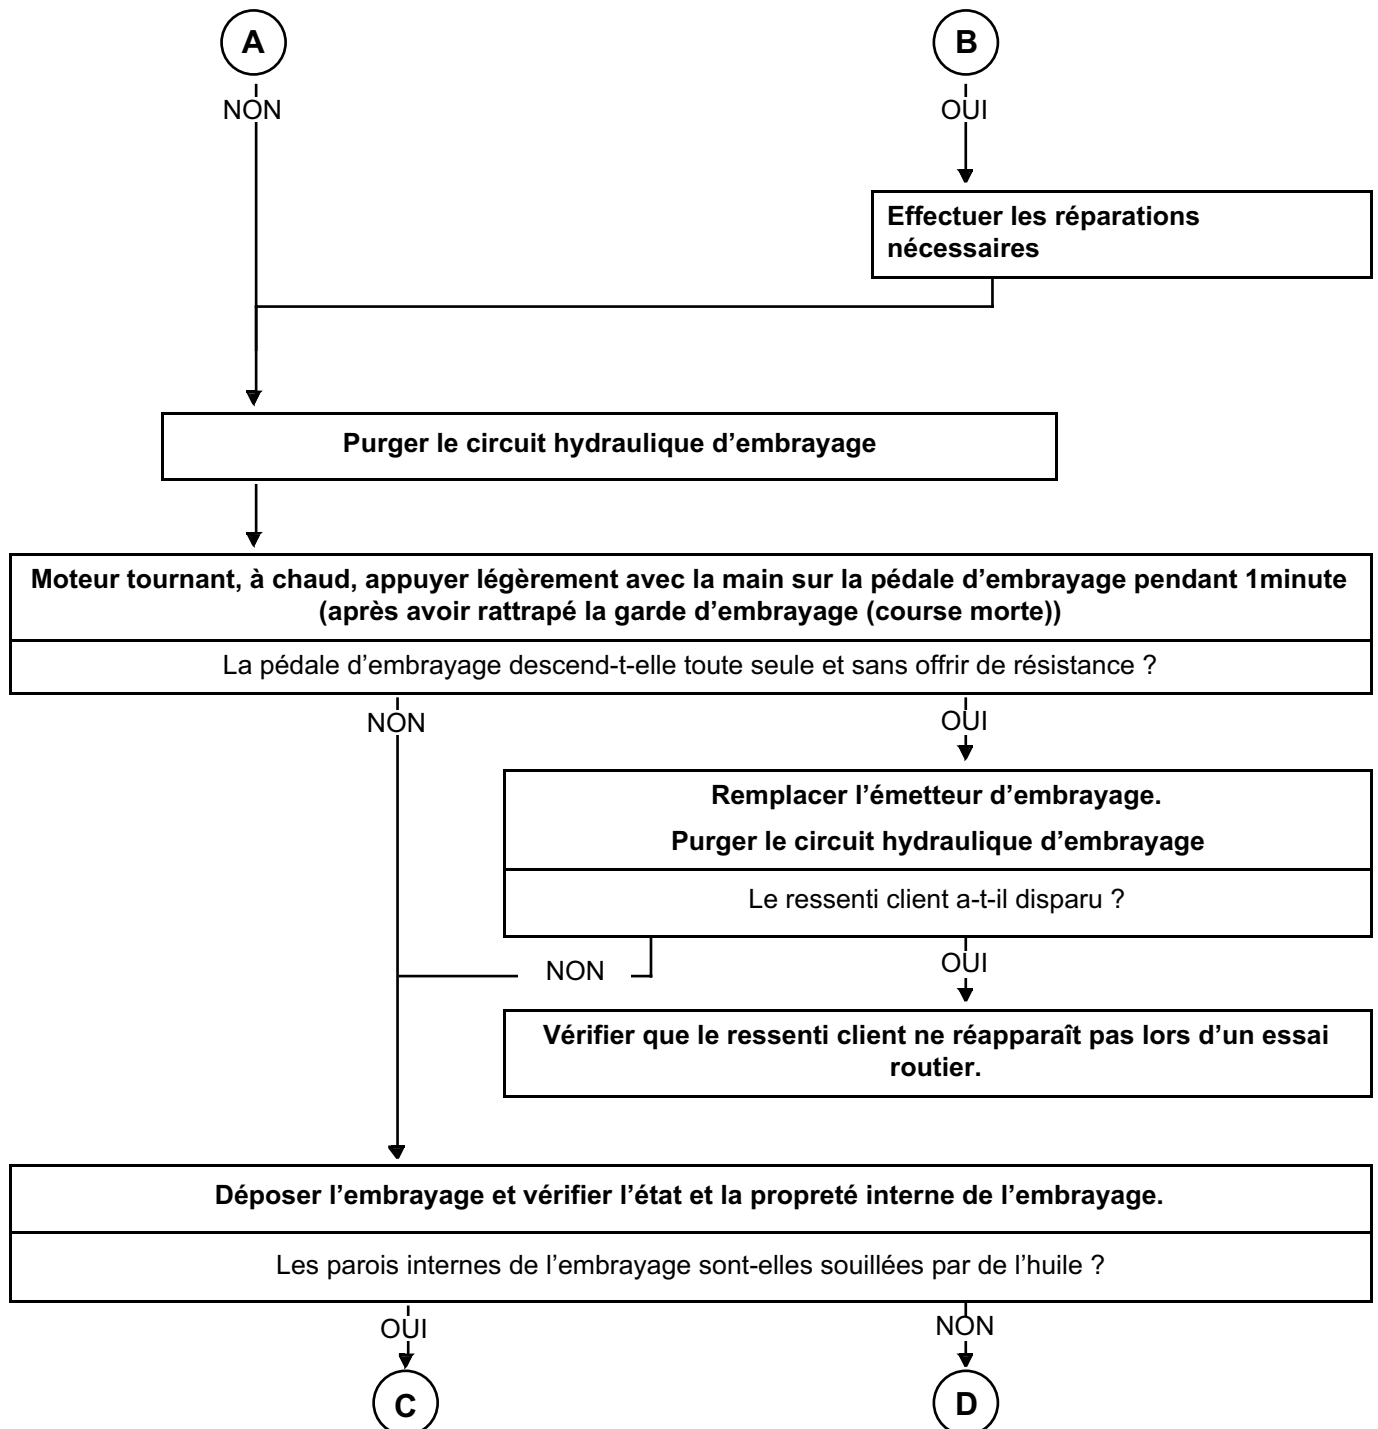 A
B
NON
OUI
Effectuer les réparations
nécessaires
Purger le circuit hydraulique d’embrayage
Moteur tournant, à chaud, appuyer légèrement avec la main sur la pédale d’embrayage pendant 1minute
(après avoir rattrapé la garde d’embrayage (course morte))
La pédale d’embrayage descend-t-elle toute seule et sans offrir de résistance ?
NON
OUI
Remplacer l’émetteur d’embrayage.
Purger le circuit hydraulique d’embrayage
Le ressenti client a-t-il disparu ?
NON
OUI
Vérifier que le ressenti client ne réapparaît pas lors d’un essai
routier.
Déposer l’embrayage et vérifier l’état et la propreté interne de l’embrayage.
Les parois internes de l’embrayage sont-elles souillées par de l’huile ?
OUI
NON
C
D